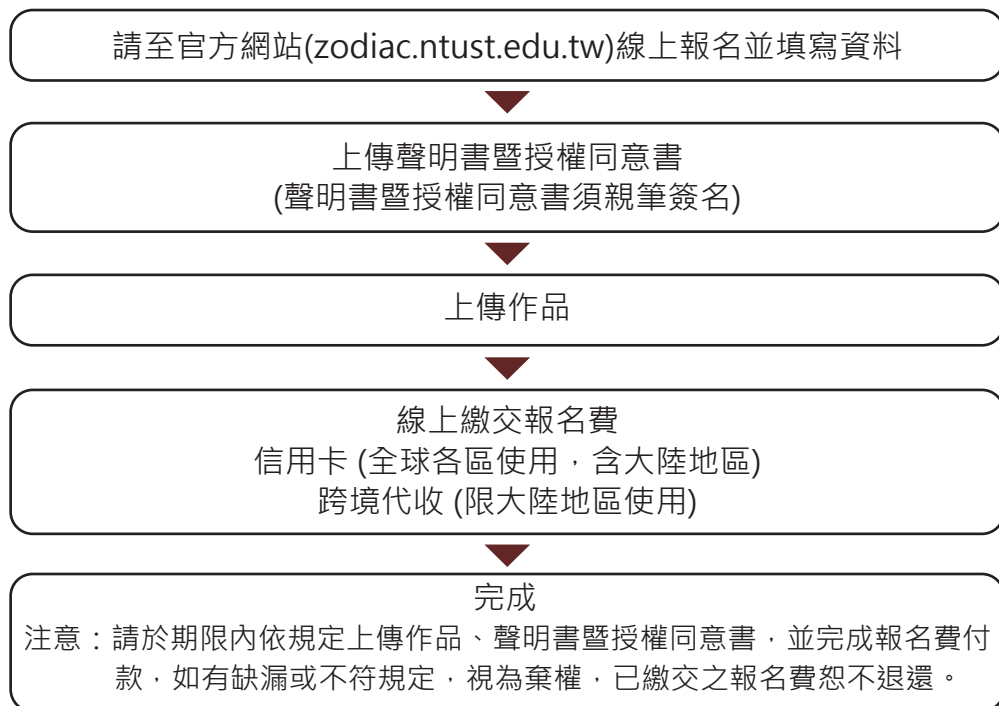 請至官方網站(zodiac.ntust.edu.tw)線上報名並填寫資料
上傳聲明書暨授權同意書
(聲明書暨授權同意書須親筆簽名)
上傳作品
線上繳交報名費
信用卡 (全球各區使用，含大陸地區)
跨境代收 (限大陸地區使用)
完成
注意：請於期限內依規定上傳作品、聲明書暨授權同意書，並完成報名費付
款，如有缺漏或不符規定，視為棄權，已繳交之報名費恕不退還。